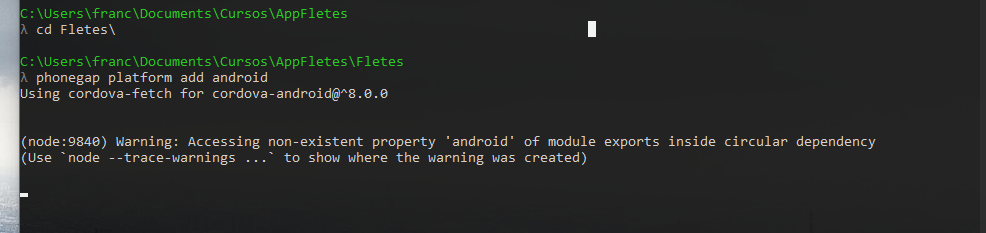 C:\Users\franc\Documents\Cursos\AppFletes
λ cd Fletes\
C:\Users\franc\Documents\Cursos\AppFletes\Fletes
λ phonegap platform add android
Using cordova-fetch for cordova-android@^8.0.0
(node:9840) Warning: Accessing non-existent property 'android' of module exports inside circular dependency
(Use `node --trace-warnings ...` to show where the warning was created)